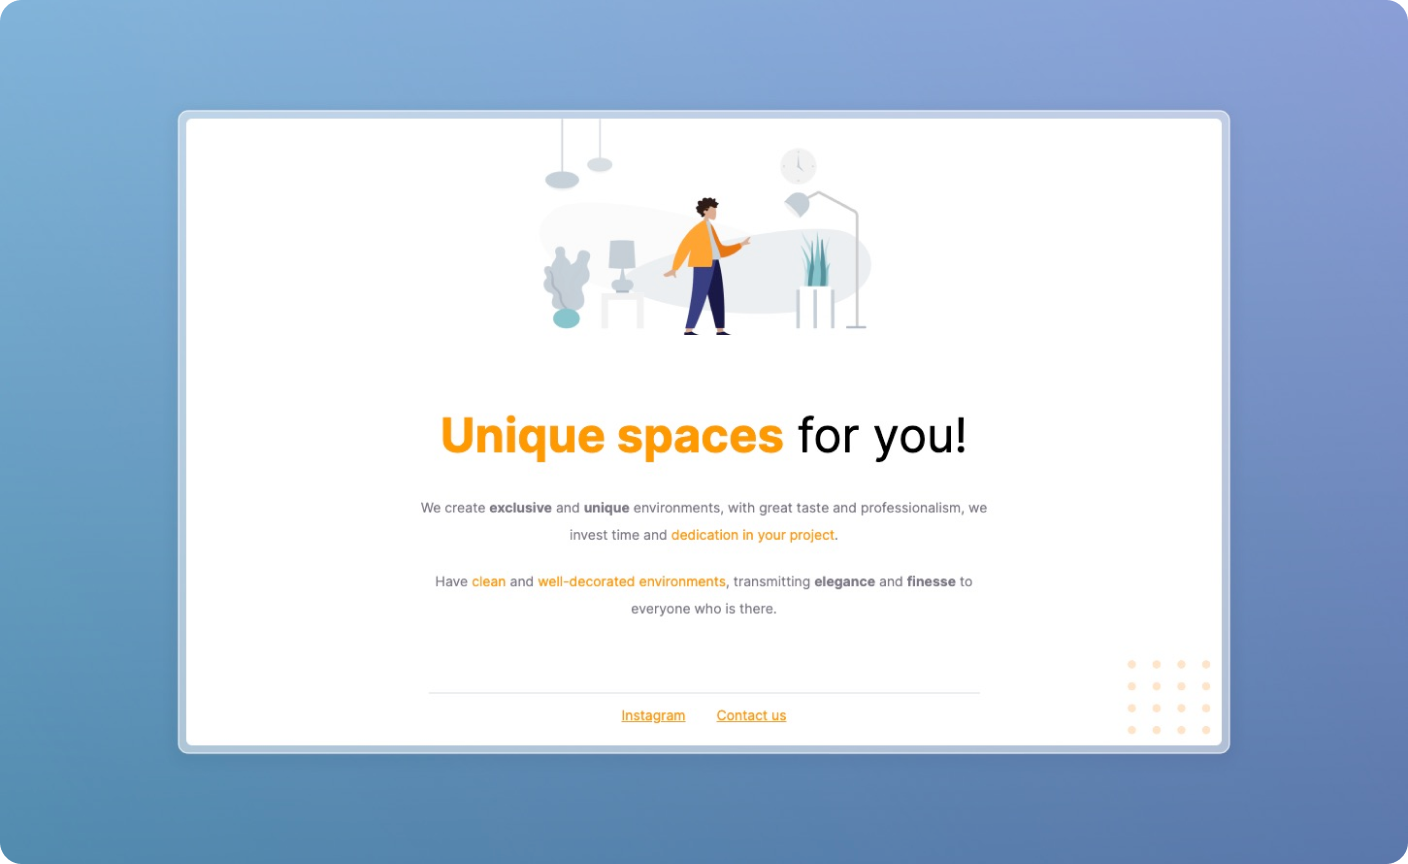 Unique spaces for you!
We create exclusive and unique environments, with great taste and professionalism, we
invest time and dedication in your project.
Have clean and well-decorated environments, transmitting elegance and finesse to
everyone who is there.
Instagram Contact us